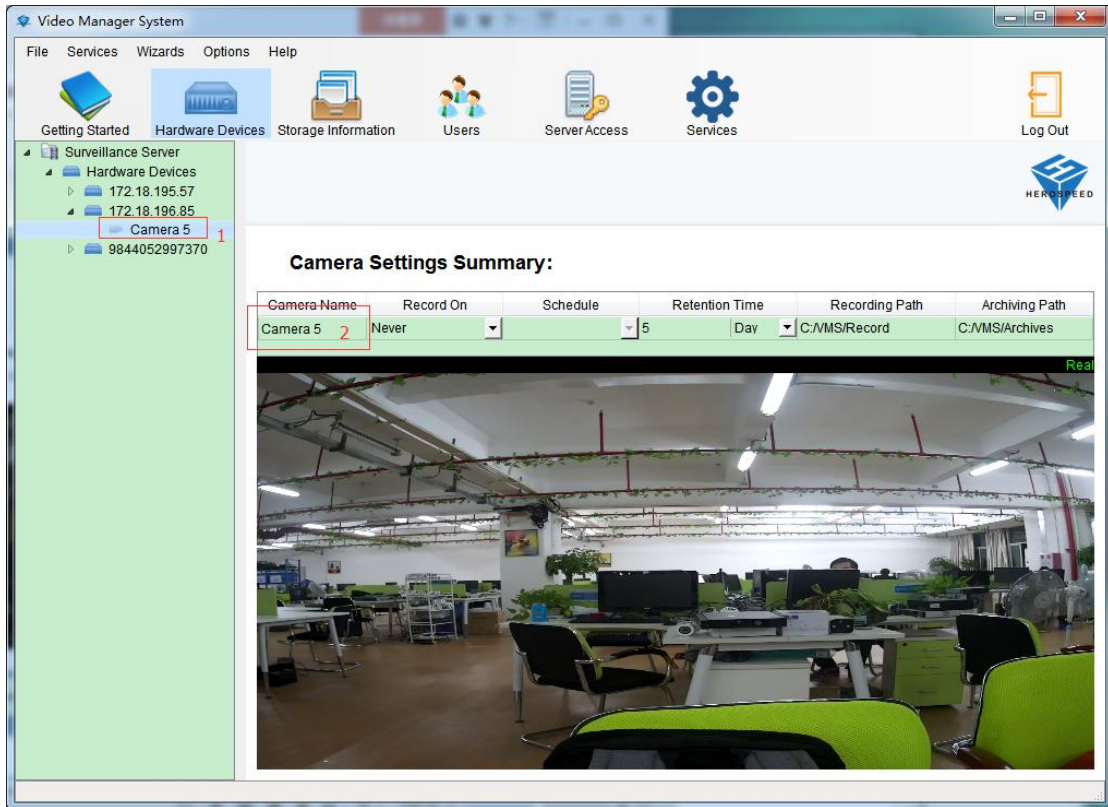 Video Manager System
File Services Wizards Options Help
Getting Started Hardware Devices Storage Information Users Server Access Services Log Out
Surveillance Server
Hardware Devices
172.18.195.57
172.18.196.85
Camera 5 1
9844052997370
HEROSPEED
Camera Settings Summary:
Camera Name Record On Schedule Retention Time Recording Path Archiving Path
Camera 5 2 Never 5 Day C:/VMS/Record C:/VMS/Archives
Real